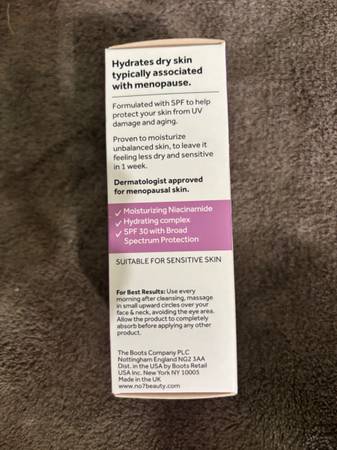 Hydrates dry skin
typically associated
with menopause.
Formulated with SPF to help
protect your skin from UV
damage and aging.
Proven to moisturize
unbalanced skin, to leave it
feeling less dry and sensitive
in 1 week.
Dermatologist approved
for menopausal skin.
✓ Moisturizing Niacinamide
✓ Hydrating complex
✓ SPF 30 with Broad
Spectrum Protection
SUITABLE FOR SENSITIVE SKIN
For Best Results: Use every
morning after cleansing, massage
in small upward circles over your
face & neck, avoiding the eye area.
Allow the product to completely
absorb before applying any other
product.
The Boots Company PLC
Nottingham England NG2 3AA
Dist. in the USA by Boots Retail
USA Inc. New York NY 10005
Made in the UK
www.no7beauty.com